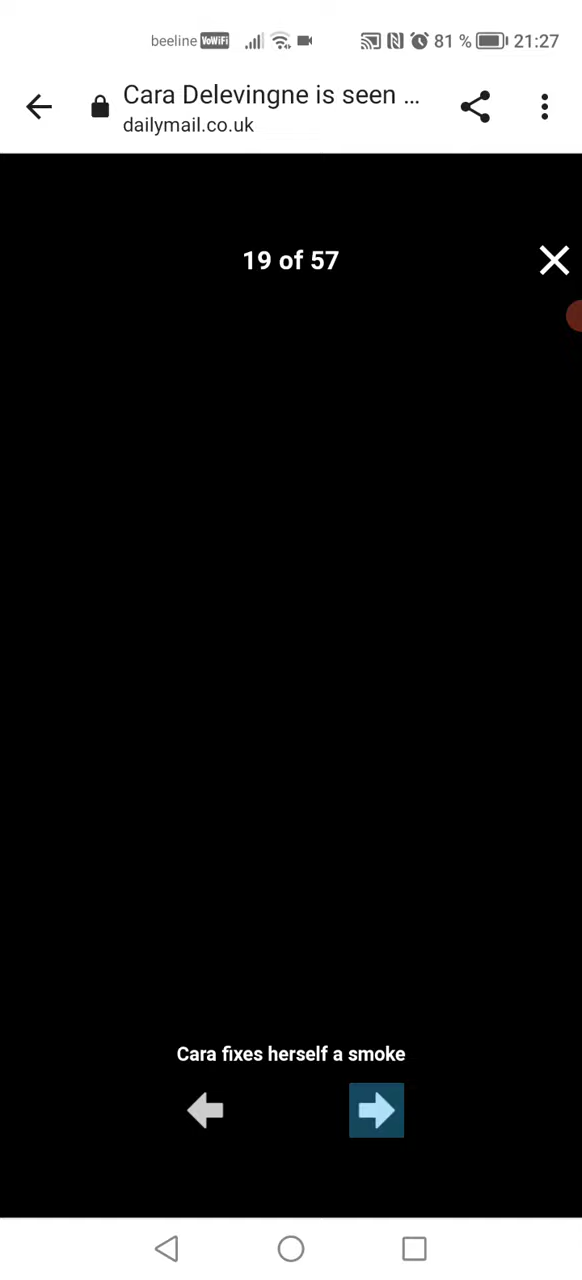 beeline VoWiFi 81 % 21:27
Cara Delevingne is seen ...
dailymail.co.uk
19 of 57
Cara fixes herself a smoke